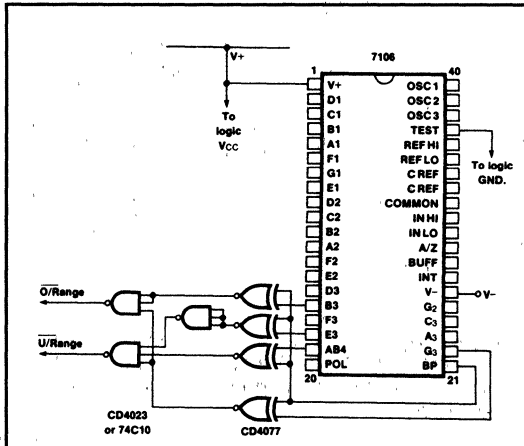 7106
V+
1
40
V+
OSC 1
D1
OSC 2
C1
OSC 3
B1
TEST
A1
REF HI
F1
REF LO
G1
C REF
E1
C REF
D2
COMMON
C2
IN HI
B2
IN LO
A2
A/Z
F2
BUFF
E2
INT
D3
V–
B3
G2
F3
C3
E3
A3
AB4
G3
POL
BP
20
21
To
logic
VCC
To logic
GND.
V–
O/Range
U/Range
CD4023
or 74C10
CD4077